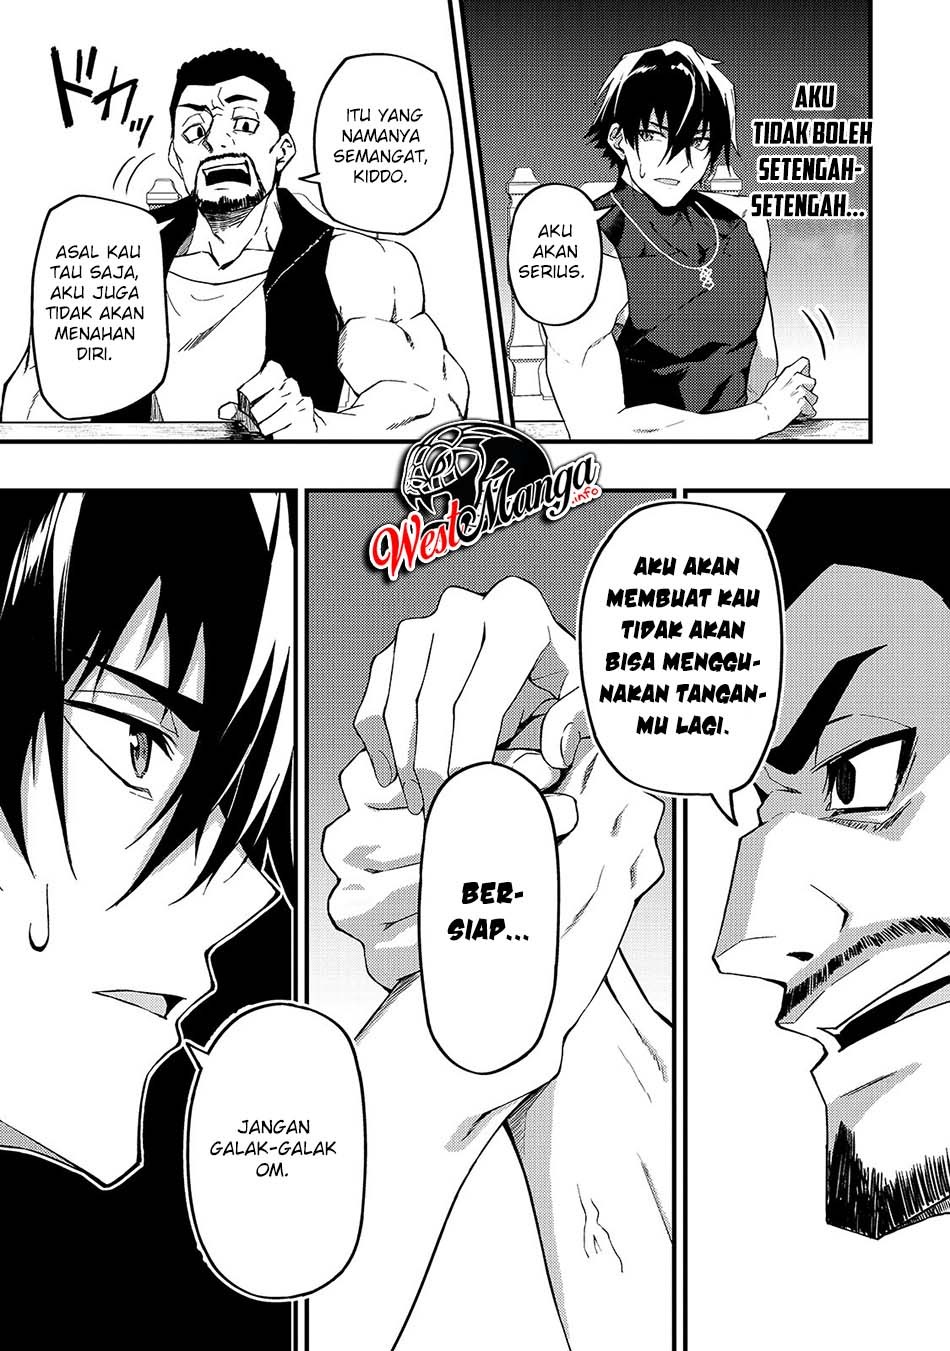 AKU
TIDAK BOLEH
SETENGAH-
SETENGAH...
AKU
AKAN
SERIUS.
ITU YANG
NAMANYA
SEMANGAT,
KIDDO.
ドカッ
ASAL KAU
TAU SAJA,
AKU JUGA
TIDAK AKAN
MENAHAN
DIRI.
WestManga
.info
AKU AKAN
MEMBUAT KAU
TIDAK AKAN
BISA MENGGU-
NAKAN TANGAN-
MU LAGI.
BER-
SIAP...
JANGAN
GALAK-GALAK
OM.